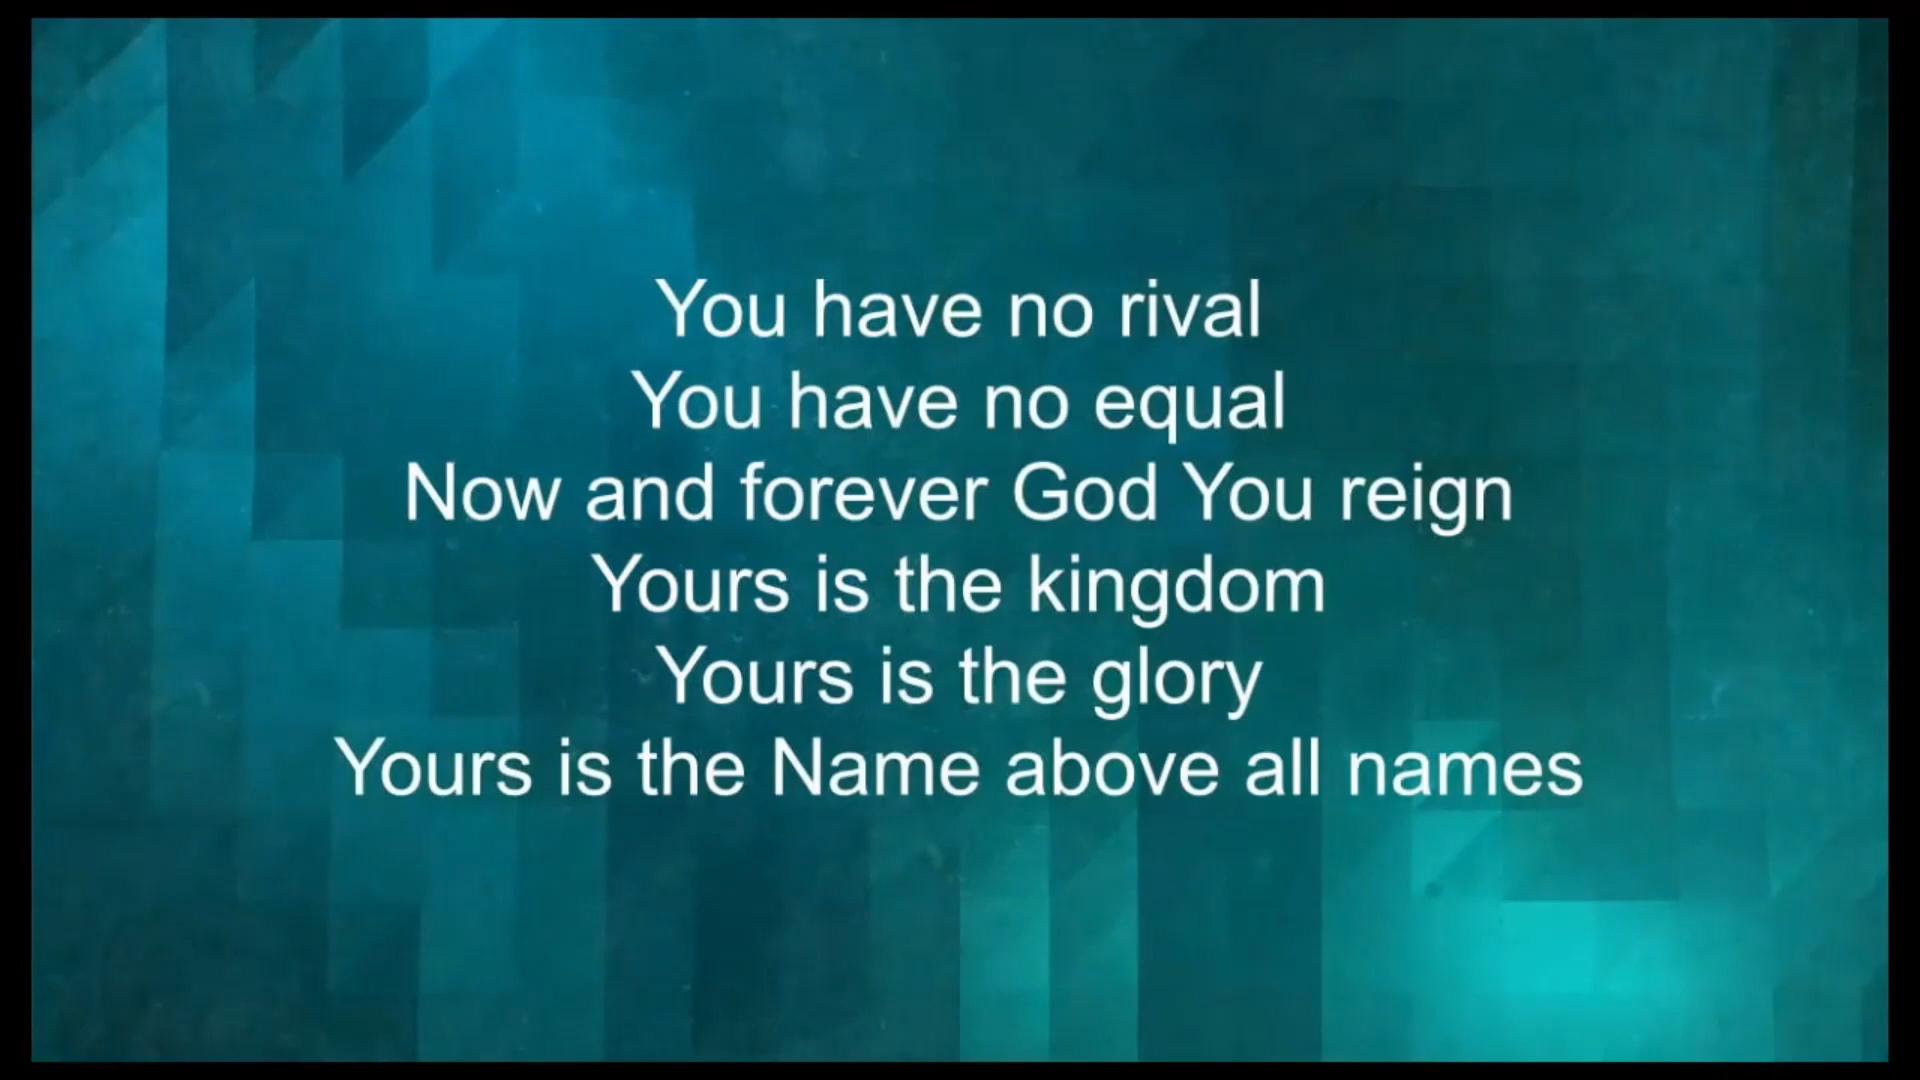 You have no rival
You have no equal
Now and forever God You reign
Yours is the kingdom
Yours is the glory
Yours is the Name above all names